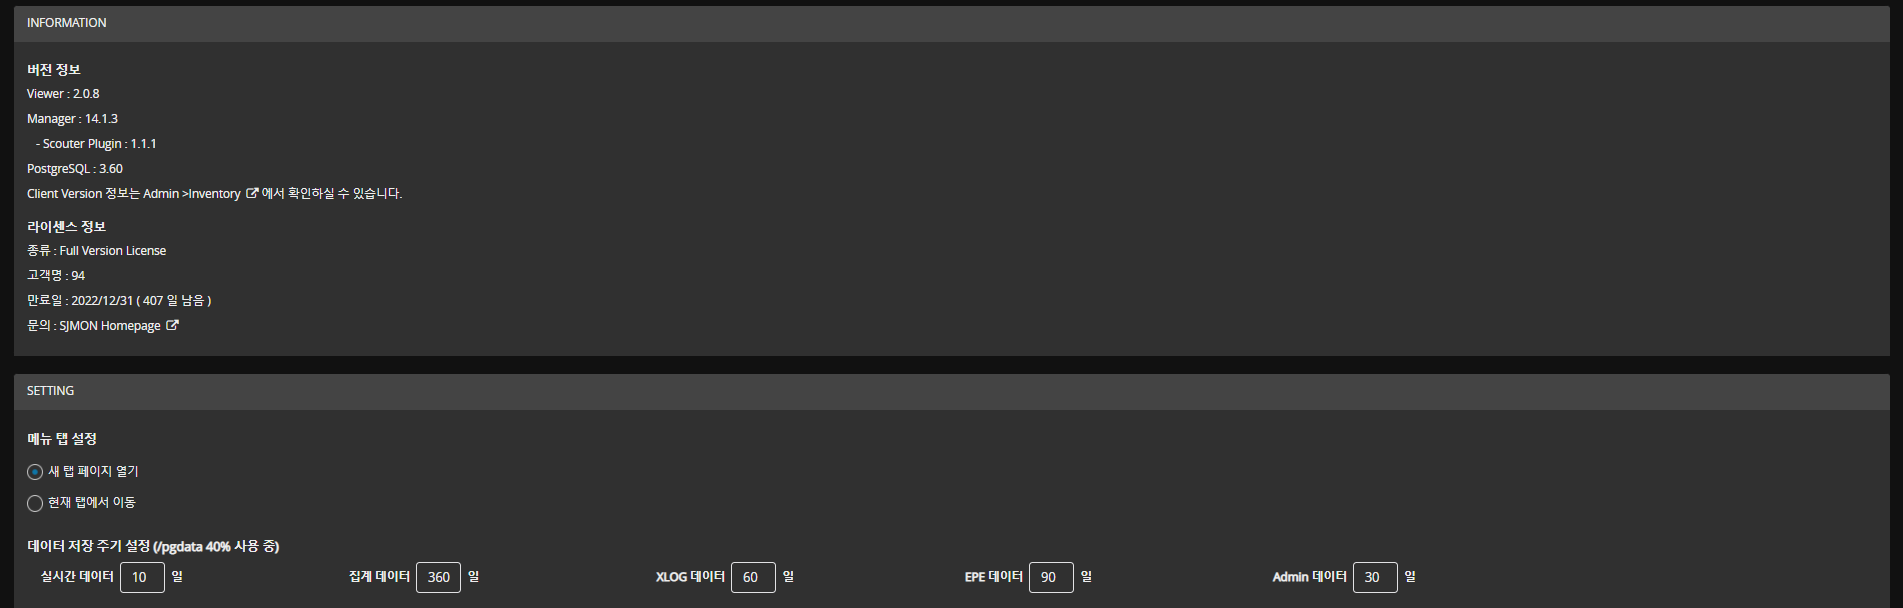 INFORMATION
버전 정보
Viewer : 2.0.8
Manager : 14.1.3
- Scouter Plugin : 1.1.1
PostgreSQL : 3.60
Client Version 정보는 Admin >Inventory 에서 확인하실 수 있습니다.
라이센스 정보
종류 : Full Version License
고객명 : 94
만료일 : 2022/12/31 ( 407 일 남음 )
문의 : SJMON Homepage
SETTING
메뉴 탭 설정
새 탭 페이지 열기
현재 탭에서 이동
데이터 저장 주기 설정 (/pgdata 40% 사용 중)
실시간 데이터 10 일 집계 데이터 360 일 XLOG 데이터 60 일 EPE 데이터 90 일 Admin 데이터 30 일